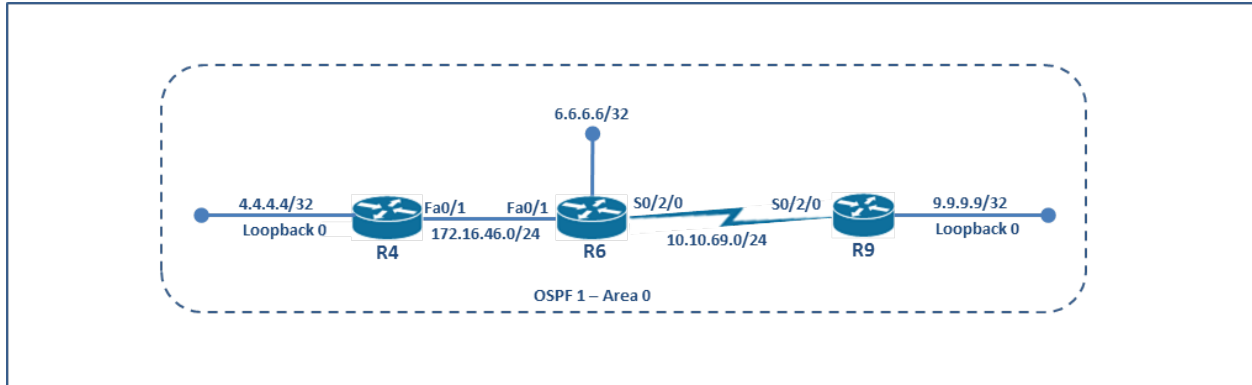 6.6.6.6/32
4.4.4.4/32
Fa0/1
Fa0/1
S0/2/0
S0/2/0
9.9.9.9/32
Loopback 0
172.16.46.0/24
10.10.69.0/24
Loopback 0
R4
R6
R9
OSPF 1 – Area 0